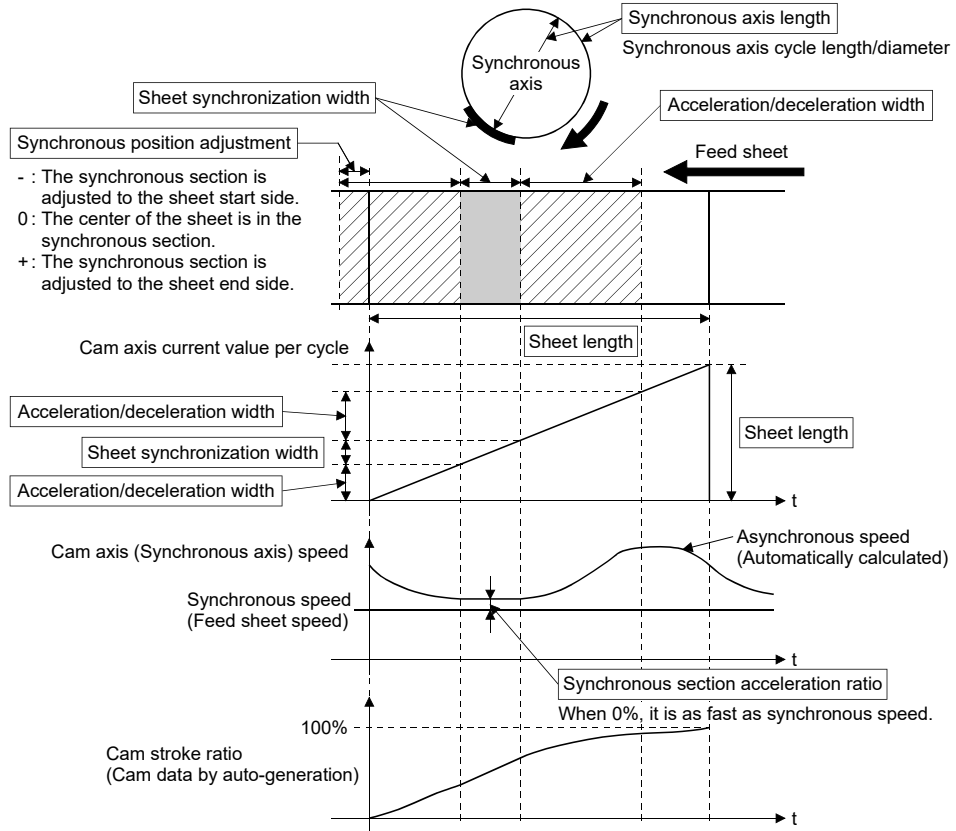 Synchronous axis length
Synchronous axis cycle length/diameter
Synchronous
axis
Sheet synchronization width
Acceleration/deceleration width
Synchronous position adjustment
Feed sheet
- : The synchronous section is
adjusted to the sheet start side.
0 : The center of the sheet is in the
synchronous section.
+ : The synchronous section is
adjusted to the sheet end side.
Sheet length
Cam axis current value per cycle
Acceleration/deceleration width
Sheet synchronization width
Sheet length
Acceleration/deceleration width
t
Cam axis (Synchronous axis) speed
Asynchronous speed
(Automatically calculated)
Synchronous speed
(Feed sheet speed)
t
Synchronous section acceleration ratio
When 0%, it is as fast as synchronous speed.
100%
Cam stroke ratio
(Cam data by auto-generation)
t